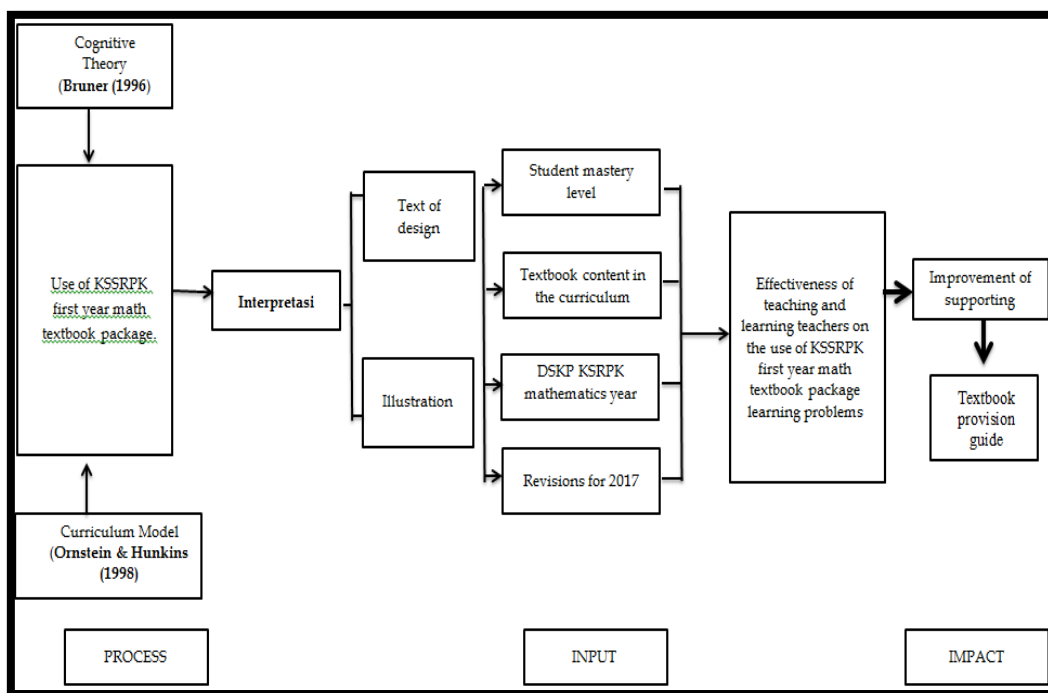 Cognitive
Theory
(Bruner (1996)
Use of KSSRPK
first year math
textbook package.
Curriculum Model
(Ornstein & Hunkins
(1998)
Interpretasi
Text of
design
Illustration
Student mastery
level
Textbook content in
the curriculum
DSKP KSRPK
mathematics year
Revisions for 2017
Effectiveness of
teaching and
learning teachers on
the use of KSSRPK
first year math
textbook package
learning problems
Improvement of
supporting
Textbook
provision
guide
PROCESS
INPUT
IMPACT